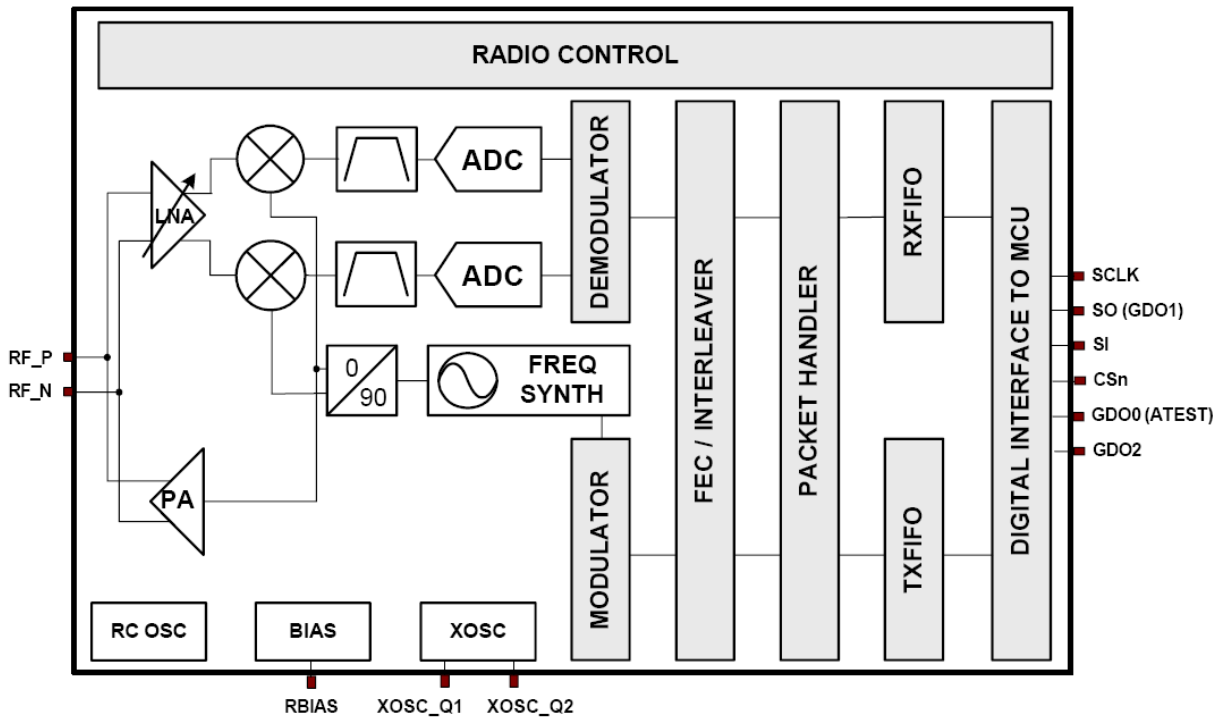 RADIO CONTROL
LNA
ADC
ADC
DEMODULATOR
FEC / INTERLEAVER
PACKET HANDLER
RXFIFO
DIGITAL INTERFACE TO MCU
SCLK
SO (GDO1)
SI
CSn
GDO0 (ATEST)
GDO2
RF_P
RF_N
0
90
FREQ
SYNTH
PA
MODULATOR
TXFIFO
RC OSC
BIAS
XOSC
RBIAS
XOSC_Q1
XOSC_Q2